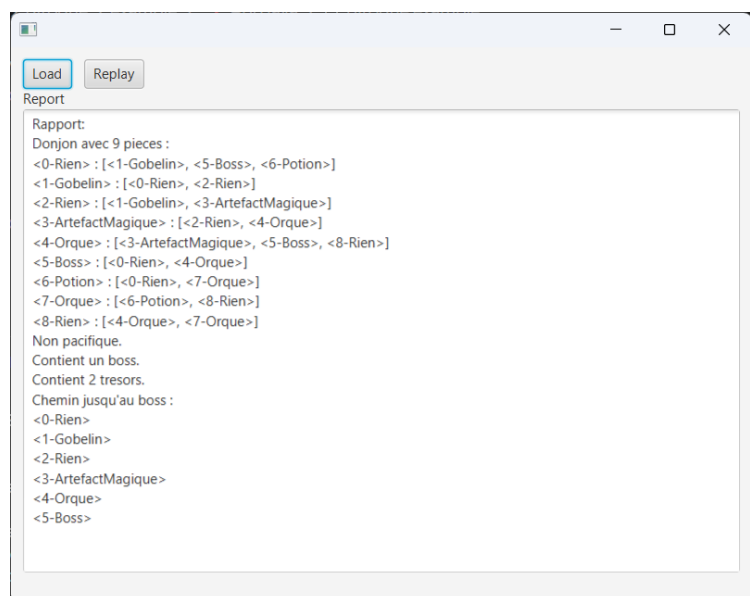 Load Replay
Report
Rapport:
Donjon avec 9 pieces :
<0-Rien> : [<1-Gobelin>, <5-Boss>, <6-Potion>]
<1-Gobelin> : [<0-Rien>, <2-Rien>]
<2-Rien> : [<1-Gobelin>, <3-ArtefactMagique>]
<3-ArtefactMagique> : [<2-Rien>, <4-Orque>]
<4-Orque> : [<3-ArtefactMagique>, <5-Boss>, <8-Rien>]
<5-Boss> : [<0-Rien>, <4-Orque>]
<6-Potion> : [<0-Rien>, <7-Orque>]
<7-Orque> : [<6-Potion>, <8-Rien>]
<8-Rien> : [<4-Orque>, <7-Orque>]
Non pacifique.
Contient un boss.
Contient 2 tresors.
Chemin jusqu'au boss :
<0-Rien>
<1-Gobelin>
<2-Rien>
<3-ArtefactMagique>
<4-Orque>
<5-Boss>